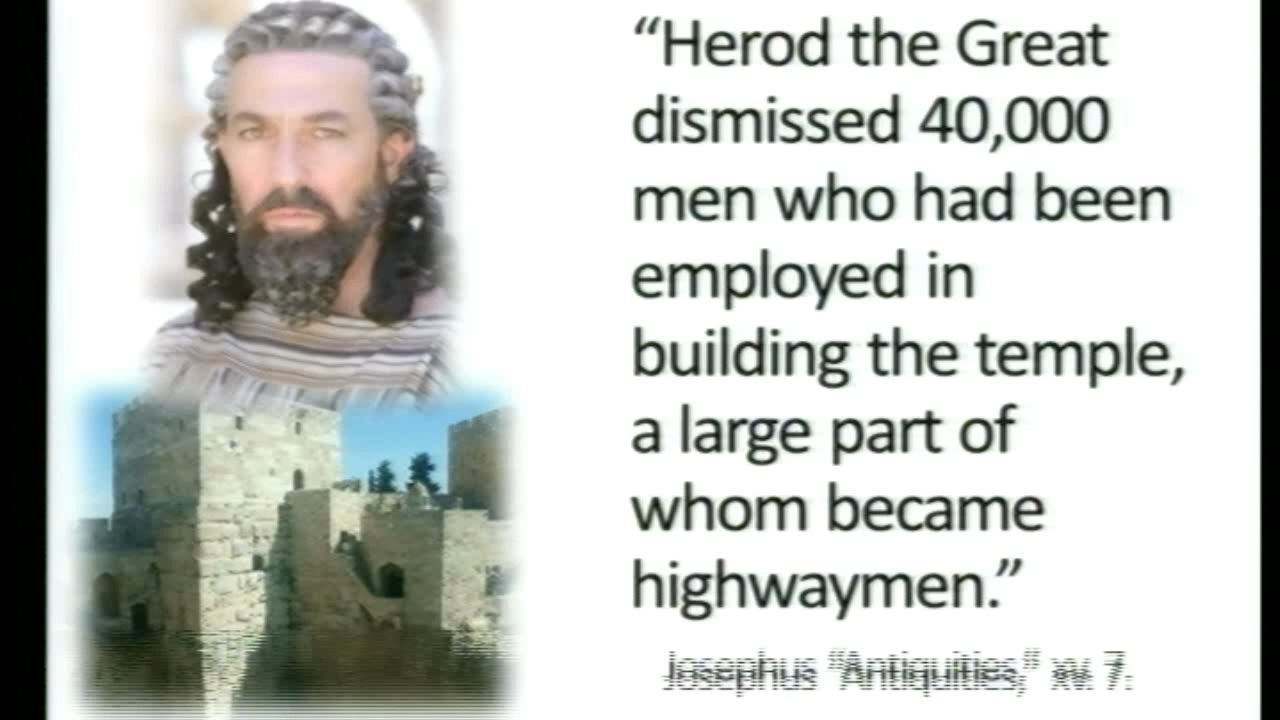 “Herod the Great
dismissed 40,000
men who had been
employed in
building the temple,
a large part of
whom became
highwaymen.”
Josephus “Antiquities,” xv. 7.